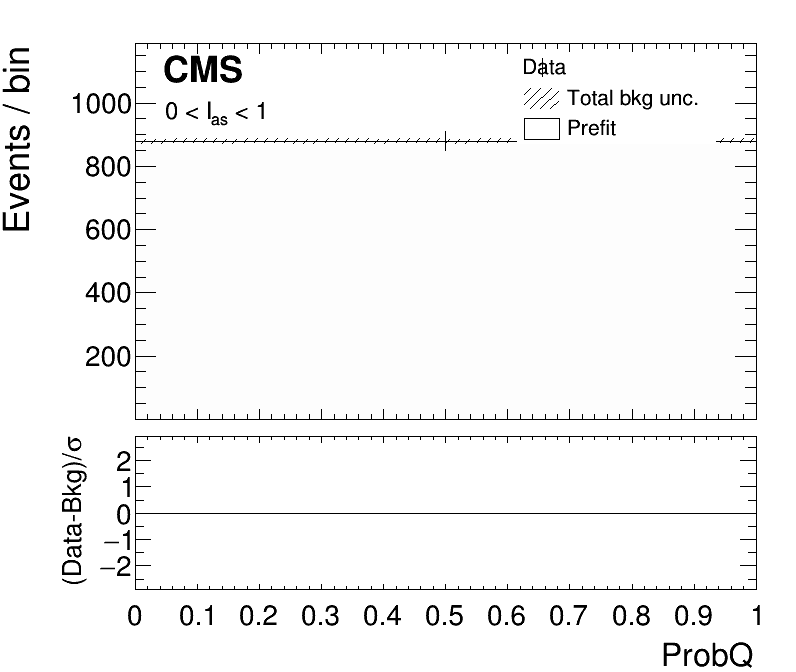 CMS
0 < I_as < 1
Data
Total bkg unc.
Prefit
Events / bin
1000
800
600
400
200
(Data-Bkg)/σ
2
1
0
−1
−2
0 0.1 0.2 0.3 0.4 0.5 0.6 0.7 0.8 0.9 1
ProbQ